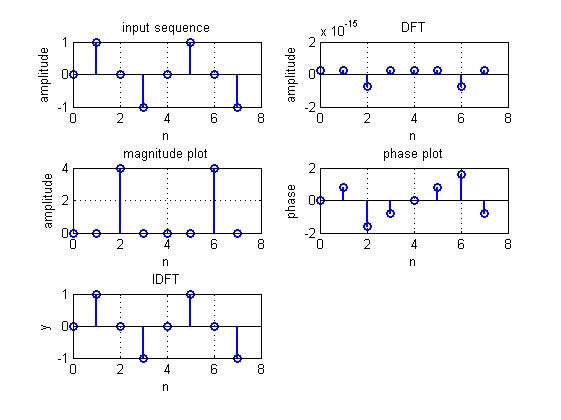 input sequence
1
0
-1
0 2 4 6 8
amplitude
n
x 10^-15
DFT
2
0
-2
0 2 4 6 8
amplitude
n
magnitude plot
4
2
0
0 2 4 6 8
amplitude
n
phase plot
2
0
-2
0 2 4 6 8
phase
n
IDFT
1
0
-1
0 2 4 6 8
y
n